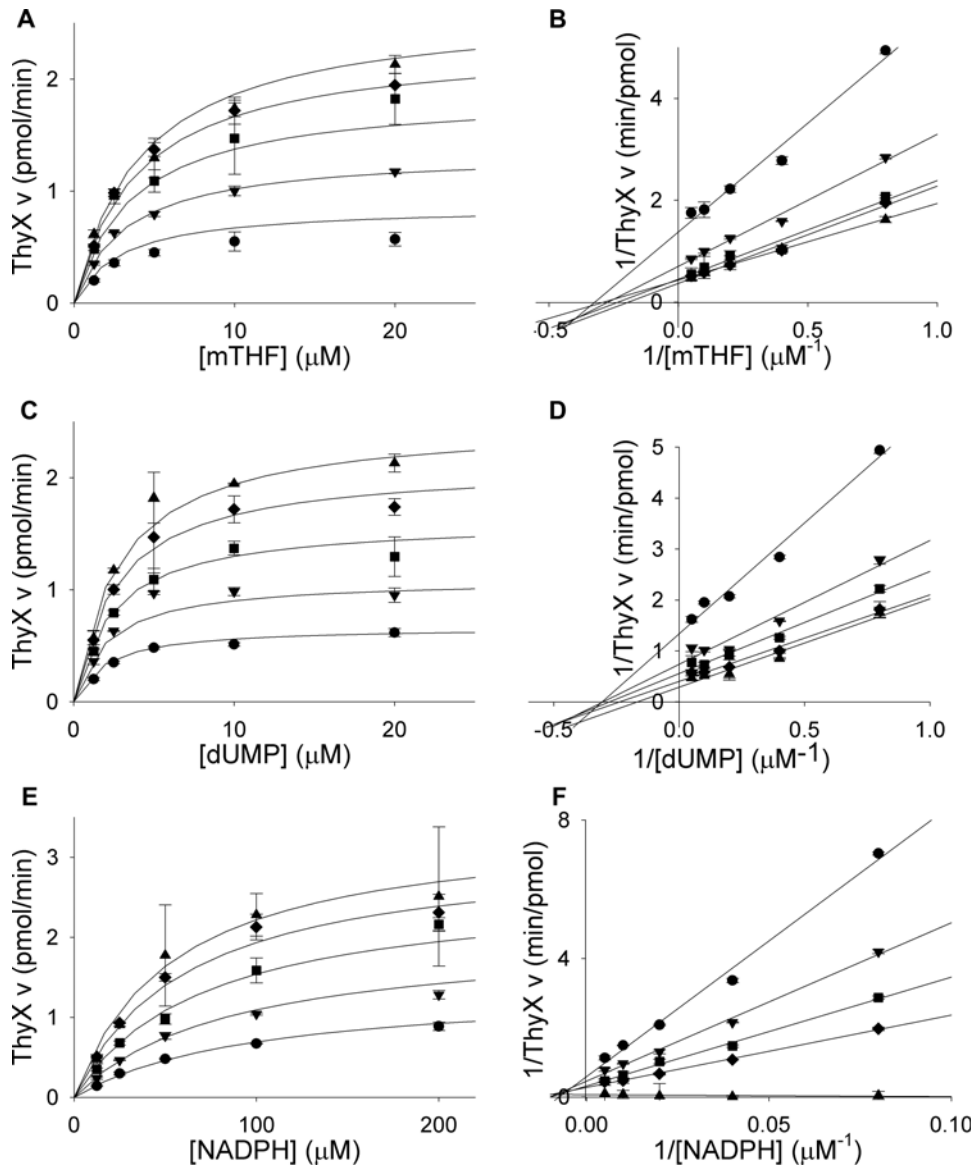 A
B
ThyX v (pmol/min)
2
1
0
0
10
20
[mTHF] (μM)
1/ThyX v (min/pmol)
4
2
0
-0.5
0.0
0.5
1.0
1/[mTHF] (μM⁻¹)
C
D
ThyX v (pmol/min)
2
1
0
0
10
20
[dUMP] (μM)
1/ThyX v (min/pmol)
5
4
3
2
1
0
-0.5
0.0
0.5
1.0
1/[dUMP] (μM-¹)
E
F
ThyX v (pmol/min)
3
2
1
0
0
100
200
[NADPH] (μM)
1/ThyX v (min/pmol)
8
4
0
0.00
0.05
0.10
1/[NADPH] (μM⁻¹)